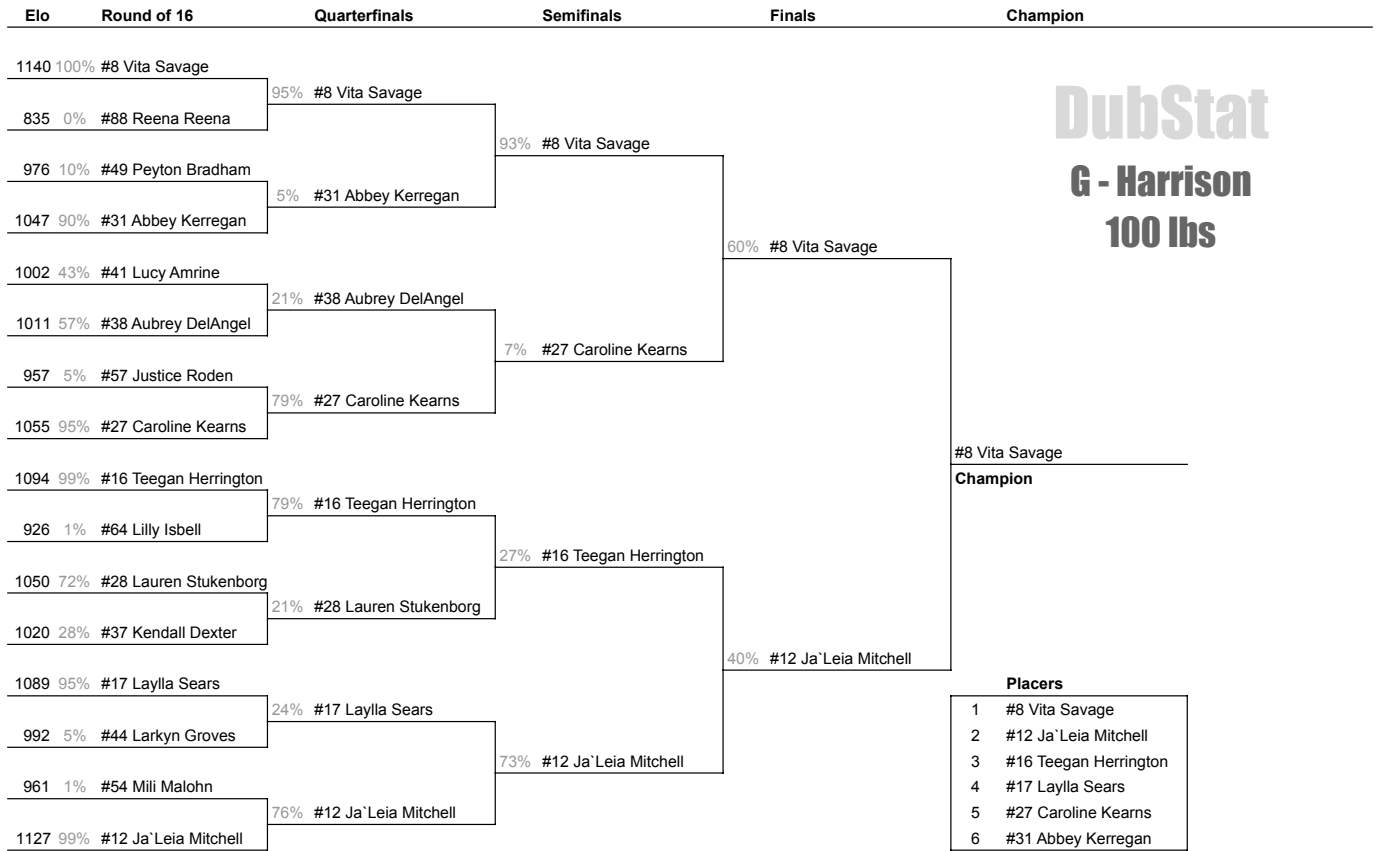 Elo Round of 16 Quarterfinals Semifinals Finals Champion
1140 100% #8 Vita Savage
95% #8 Vita Savage
835 0% #88 Reena Reena
93% #8 Vita Savage
976 10% #49 Peyton Bradham
5% #31 Abbey Kerregan
1047 90% #31 Abbey Kerregan
60% #8 Vita Savage
1002 43% #41 Lucy Amrine
21% #38 Aubrey DelAngel
1011 57% #38 Aubrey DelAngel
7% #27 Caroline Kearns
957 5% #57 Justice Roden
79% #27 Caroline Kearns
1055 95% #27 Caroline Kearns
#8 Vita Savage
Champion
1094 99% #16 Teegan Herrington
79% #16 Teegan Herrington
926 1% #64 Lilly Isbell
27% #16 Teegan Herrington
1050 72% #28 Lauren Stukenborg
21% #28 Lauren Stukenborg
1020 28% #37 Kendall Dexter
40% #12 Ja`Leia Mitchell
1089 95% #17 Laylla Sears
24% #17 Laylla Sears
992 5% #44 Larkyn Groves
73% #12 Ja`Leia Mitchell
961 1% #54 Mili Malohn
76% #12 Ja`Leia Mitchell
1127 99% #12 Ja`Leia Mitchell
DubStat
G - Harrison
100 lbs
Placers
1 #8 Vita Savage
2 #12 Ja`Leia Mitchell
3 #16 Teegan Herrington
4 #17 Laylla Sears
5 #27 Caroline Kearns
6 #31 Abbey Kerregan